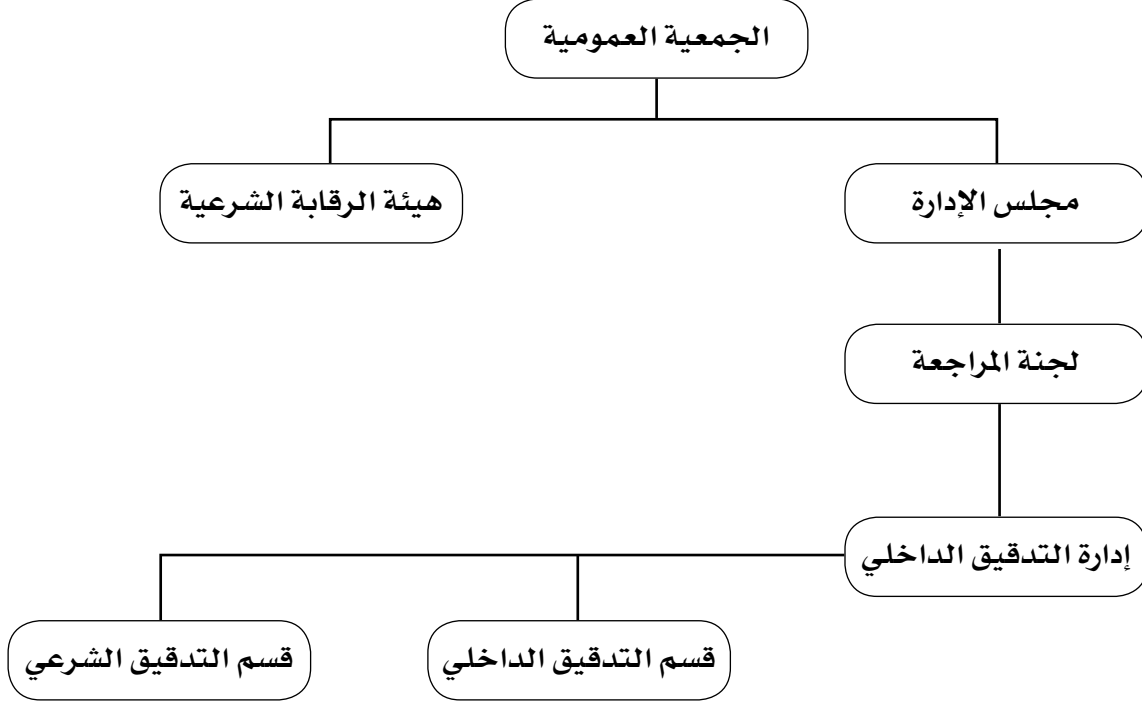 الجمعية العمومية
مجلس الإدارة
هيئة الرقابة الشرعية
لجنة المراجعة
إدارة التدقيق الداخلي
قسم التدقيق الداخلي
قسم التدقيق الشرعي